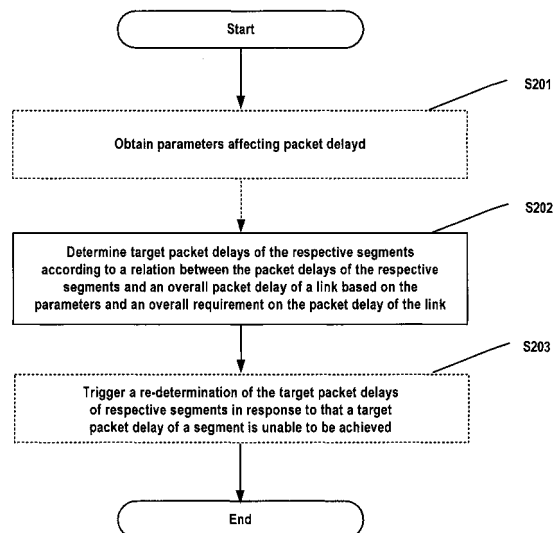 Start
S201
Obtain parameters affecting packet delayd
S202
Determine target packet delays of the respective segments
according to a relation between the packet delays of the respective
segments and an overall packet delay of a link based on the
parameters and an overall requirement on the packet delay of the link
S203
Trigger a re-determination of the target packet delays
of respective segments in response to that a target
packet delay of a segment is unable to be achieved
End